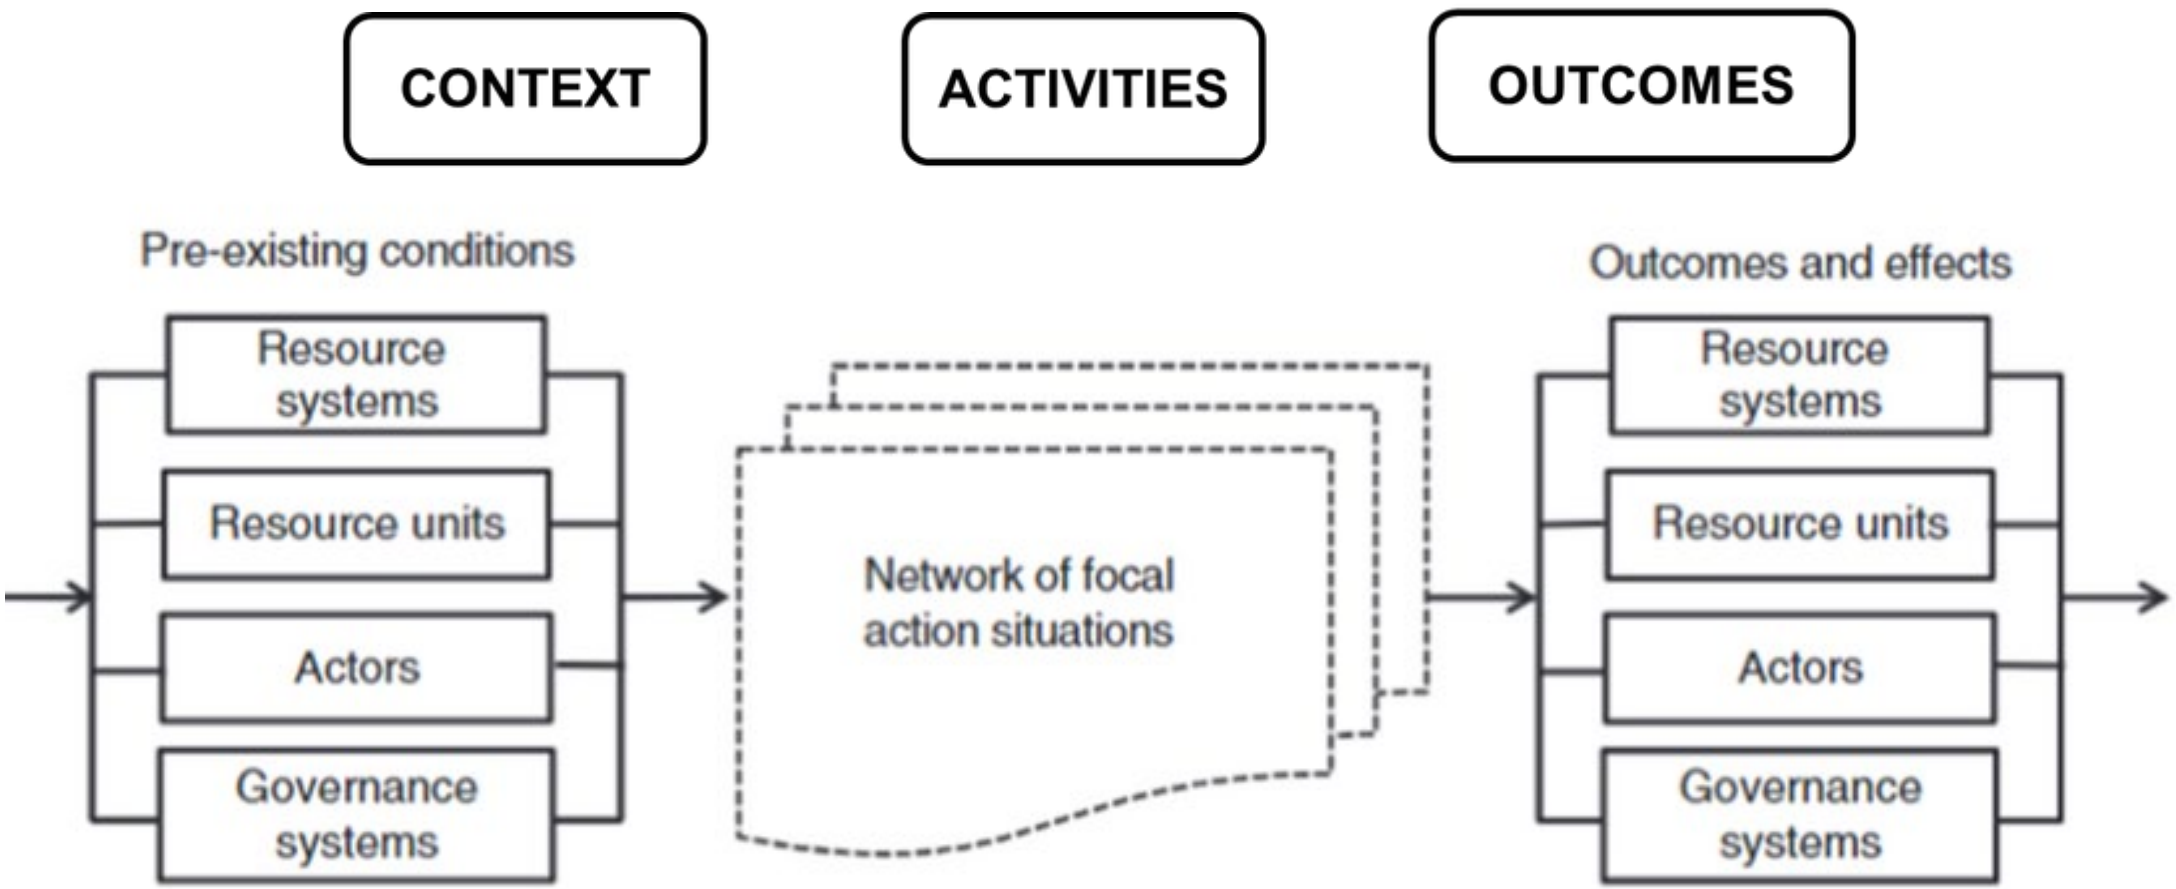 CONTEXT
ACTIVITIES
OUTCOMES
Pre-existing conditions
Resource
systems
Resource units
Actors
Governance
systems
Network of focal
action situations
Outcomes and effects
Resource
systems
Resource units
Actors
Governance
systems